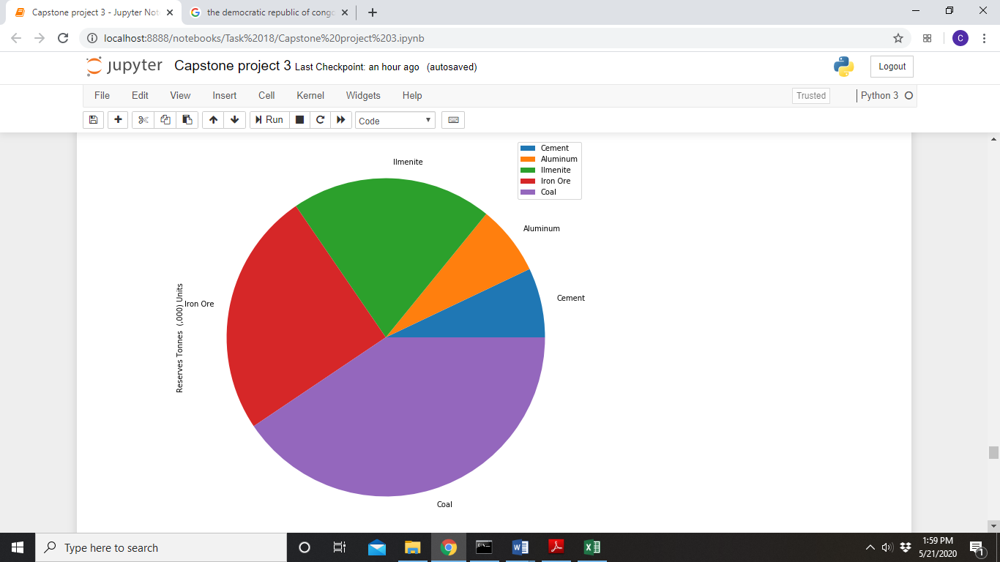 Capstone project 3 - Jupyter Not
the democratic republic of congo
localhost:8888/notebooks/Task%2018/Capstone%20project%203.ipynb
C
jupyter Capstone project 3 Last Checkpoint: an hour ago (autosaved)
Logout
File Edit View Insert Cell Kernel Widgets Help
Trusted
Python 3
Run
Code
Cement
Aluminum
Ilmenite
Iron Ore
Coal
Ilmenite
Aluminum
Cement
Iron Ore
Reserves Tonnes (,000) Units
Coal
Type here to search
1:59 PM
5/21/2020
1